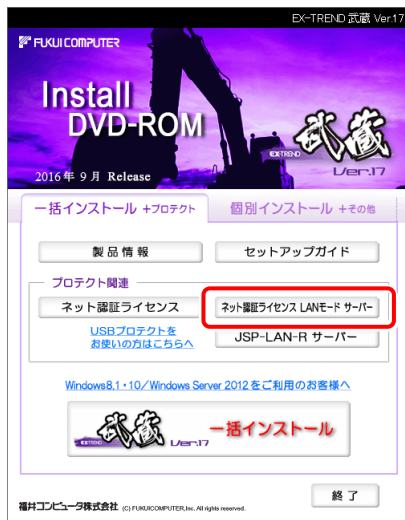 EX-TREND 武蔵 Ver.17
FUKUI COMPUTER
Install
DVD-ROM
EX-TREND 武蔵
Ver.17
2016年 9月 Release
一括インストール +プロテクト
個別インストール +その他
製品情報
セットアップガイド
プロテクト関連
ネット認証ライセンス
ネット認証ライセンス LANモード サーバー
USBプロテクトを
お使いの方はこちらへ
JSP-LAN-R サーバー
Windows8,8.1・10/Windows Server 2012をご利用のお客様へ
EX-TREND 武蔵 Ver.17
一括インストール
福井コンピュータ株式会社 (C) FUKUICOMPUTER,Inc. All rights reserved.
終了